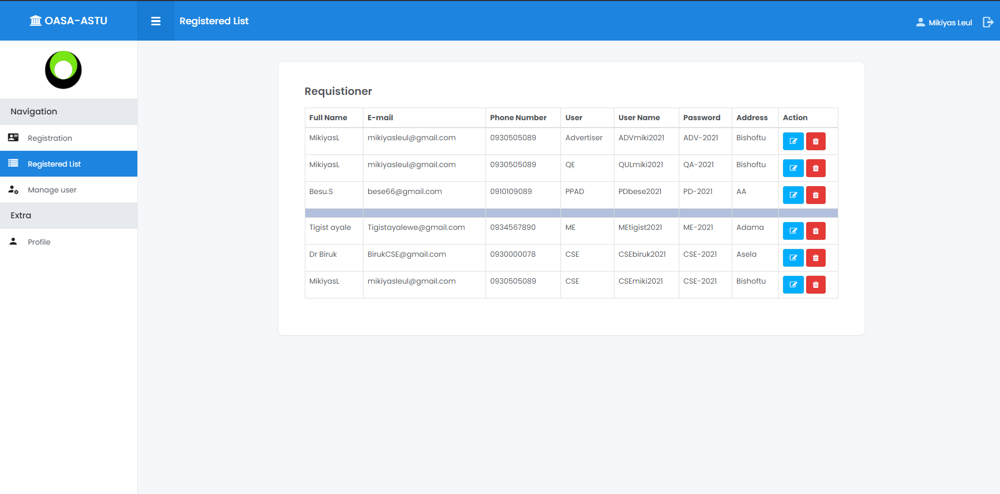 OASA-ASTU
Registered List
Mikiyas Leul
Navigation
Registration
Registered List
Manage user
Extra
Profile
Requistioner
Full Name E-mail Phone Number User User Name Password Address Action
MikiyasL mikiyasleul@gmail.com 0930505089 Advertiser ADVmiki2021 ADV-2021 Bishoftu
MikiyasL mikiyasleul@gmail.com 0930505089 QE QULmiki2021 QA-2021 Bishoftu
Besu.S bese66@gmail.com 0910109089 PPAD PDbese2021 PD-2021 AA
Tigist ayale Tigistayalewe@gmail.com 0934567890 ME MEtigist2021 ME-2021 Adama
Dr Biruk BirukCSE@gmail.com 0930000078 CSE CSEbiruk2021 CSE-2021 Asela
MikiyasL mikiyasleul@gmail.com 0930505089 CSE CSEmiki2021 CSE-2021 Bishoftu